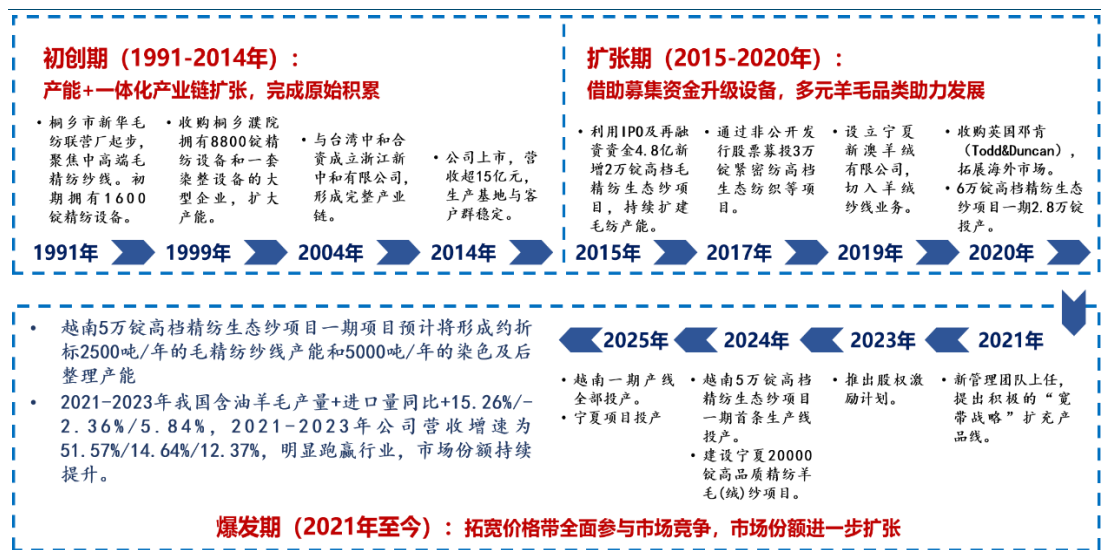 初创期（1991-2014年）：
产能+一体化产业链扩张，完成原始积累
• 桐乡市新华毛
纺联营厂起步，
聚焦中高端毛
精纺纱线。初
期拥有1600
锭精纺设备。
• 收购桐乡濮院
拥有8800锭精
纺设备和一套
染整设备的大
型企业，扩大
产能。
• 与台湾中和合
资成立浙江新
中和有限公司，
形成完整产业
链。
• 公司上市，营
收超15亿元，
生产基地与客
户群稳定。
1991年
1999年
2004年
2014年
扩张期（2015-2020年）：
借助募集资金升级设备，多元羊毛品类助力发展
• 利用IPO及再融
资资金4.8亿新
增2万锭高档毛
精纺生态纱项
目，持续扩建
毛纺产能。
• 通过非公开发
行股票募投3万
锭紧密纺高档
生态纺织等项
目。
• 设立宁夏
新澳羊绒
有限公司，
切入羊绒
纱线业务。
• 收购英国邓肯
（Todd&Duncan），
拓展海外市场。
• 6万锭高档精纺生态
纱项目一期2.8万锭
投产。
2015年
2017年
2019年
2020年
2025年
2024年
2023年
2021年
• 越南一期产线
全部投产。
• 宁夏项目投产
• 越南5万锭高档
精纺生态纱项目
一期首条生产线
投产。
• 建设宁夏20000
锭高品质精纺羊
毛(绒)纱项目。
• 推出股权激
励计划。
• 新管理团队上任，
提出积极的“宽
带战略”扩充产
品线。
• 越南5万锭高档精纺生态纱项目一期项目预计将形成约折
标2500吨/年的毛精纺纱线产能和5000吨/年的染色及后
整理产能
• 2021-2023年我国含油羊毛产量+进口量同比+15.26%/-
2.36%/5.84%，2021-2023年公司营收增速为
51.57%/14.64%/12.37%，明显跑赢行业，市场份额持续
提升。
爆发期（2021年至今）：拓宽价格带全面参与市场竞争，市场份额进一步扩张